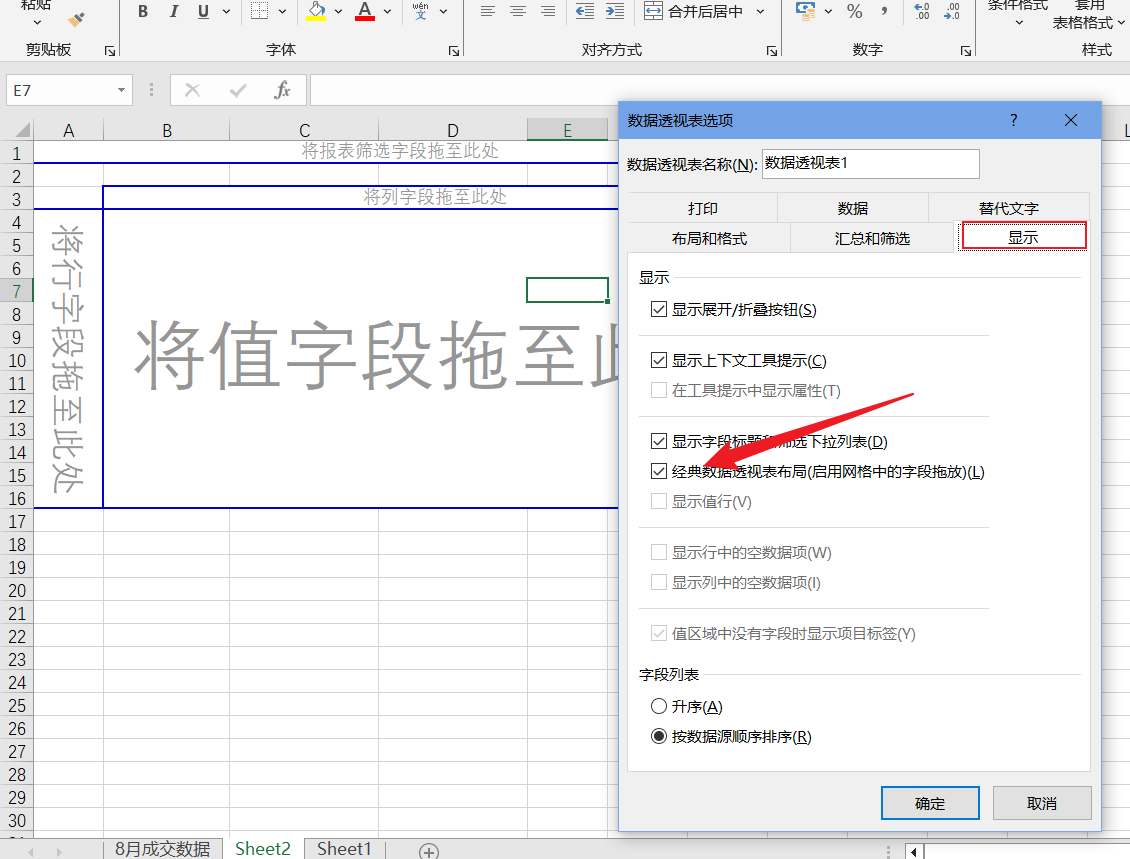 粘贴
B I U
A
wén
文
合并后居中
%
,
.00
.00
条件格式
套用
表格格式
剪贴板
字体
对齐方式
数字
样式
E7
fx
A B C D E
1
2
3
4
5
6
7
8
9
10
11
12
13
14
15
16
17
18
19
20
21
22
23
24
25
26
27
28
29
30
将报表筛选字段拖至此处
将列字段拖至此处
将行字段拖至此处
将值字段拖至
数据透视表选项 ?
数据透视表名称(N): 数据透视表1
打印 数据 替代文字
布局和格式 汇总和筛选 显示
显示
显示展开/折叠按钮(S)
显示上下文工具提示(C)
在工具提示中显示属性(T)
显示字段标题和筛选下拉列表(D)
经典数据透视表布局(启用网格中的字段拖放)(L)
显示值行(V)
显示行中的空数据项(W)
显示列中的空数据项(I)
值区域中没有字段时显示项目标签(Y)
字段列表
升序(A)
按数据源顺序排序(R)
确定 取消
8月成交数据 Sheet2 Sheet1